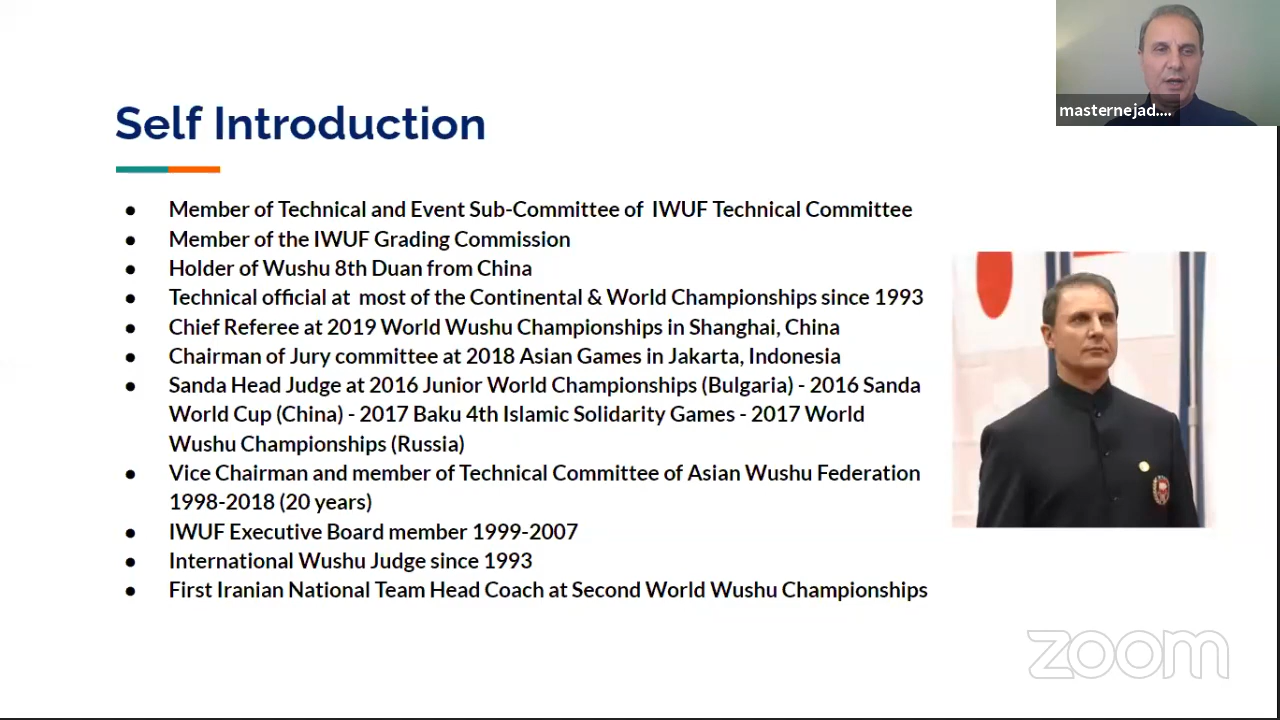 masternejad....
Self Introduction
● Member of Technical and Event Sub-Committee of IWUF Technical Committee
● Member of the IWUF Grading Commission
● Holder of Wushu 8th Duan from China
● Technical official at most of the Continental & World Championships since 1993
● Chief Referee at 2019 World Wushu Championships in Shanghai, China
● Chairman of Jury committee at 2018 Asian Games in Jakarta, Indonesia
● Sanda Head Judge at 2016 Junior World Championships (Bulgaria) - 2016 Sanda
World Cup (China) - 2017 Baku 4th Islamic Solidarity Games - 2017 World
Wushu Championships (Russia)
● Vice Chairman and member of Technical Committee of Asian Wushu Federation
1998-2018 (20 years)
● IWUF Executive Board member 1999-2007
● International Wushu Judge since 1993
● First Iranian National Team Head Coach at Second World Wushu Championships
zoom